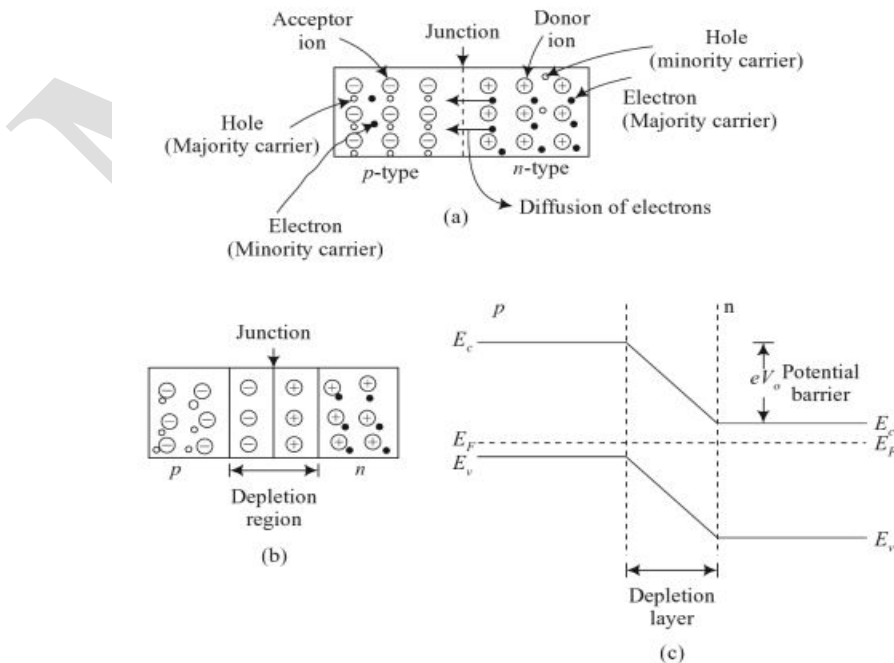 Acceptor
ion
Junction
Donor
ion
Hole
(minority carrier)
Electron
(Majority carrier)
Hole
(Majority carrier)
p-type
n-type
Diffusion of electrons
(a)
Electron
(Minority carrier)
Junction
p
n
Depletion
region
(b)
p
n
E_c
eV_o
Potential
barrier
E_c
E_F
E_F
E_v
E_v
Depletion
layer
(c)